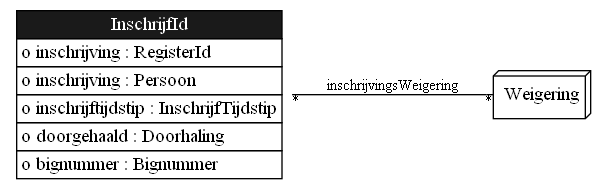 InschrijfId
o inschrijving : RegisterId
o inschrijving : Persoon
o inschrijftijdstip : InschrijfTijdstip
o doorgehaald : Doorhaling
o bignummer : Bignummer
inschrijvingsWeigering
* *
Weigering